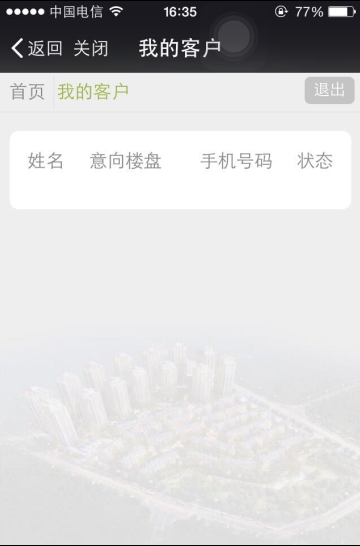 中国电信 16:35 77%
返回 关闭 我的客户
首页 我的客户 退出
姓名 意向楼盘 手机号码 状态